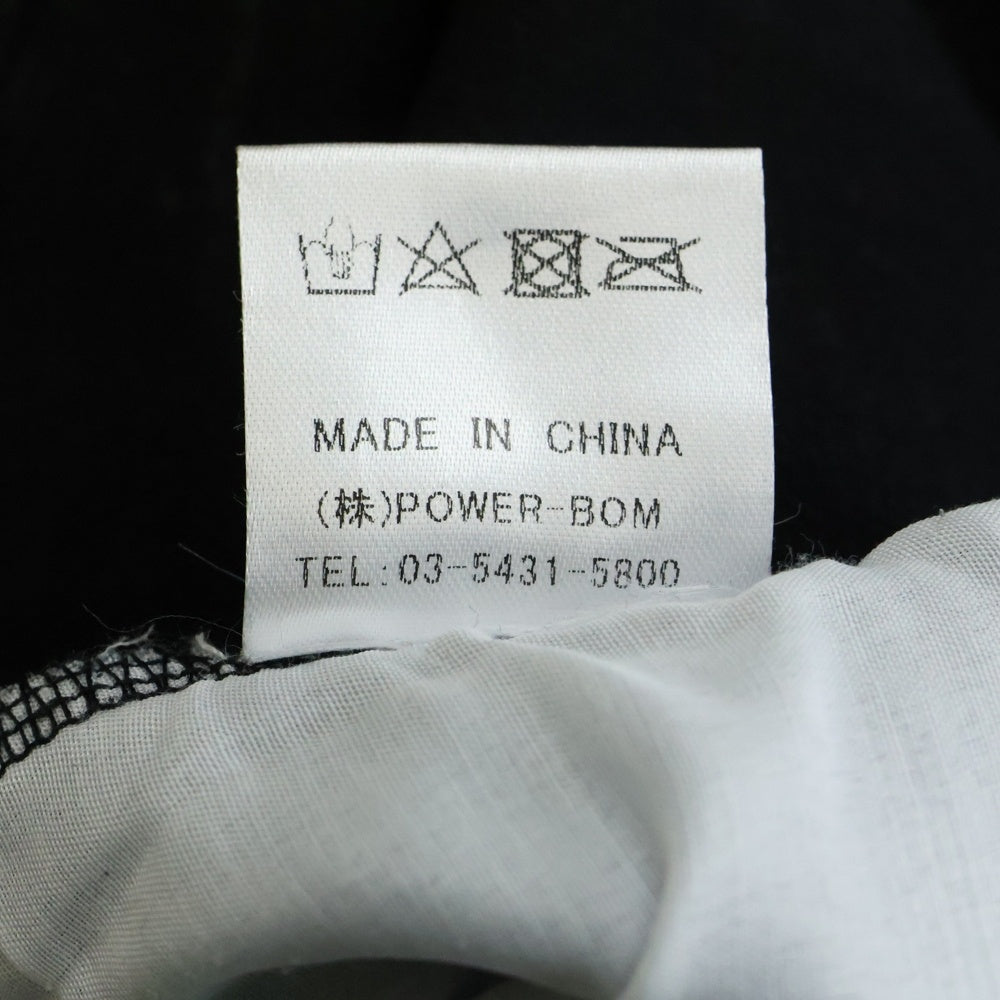 MADE IN CHINA
(株)POWER-BOM
TEL:03-5431-5800